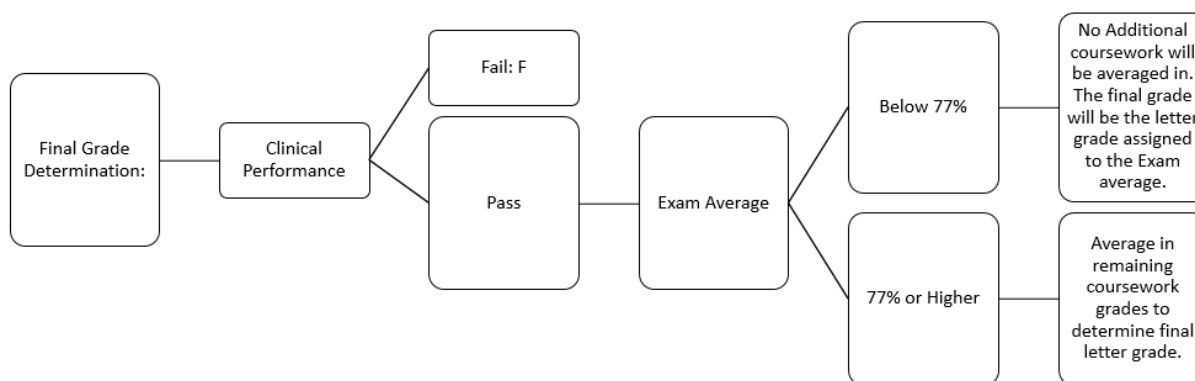 Final Grade
Determination:
Clinical
Performance
Fail: F
Pass
Exam Average
Below 77%
No Additional
coursework will
be averaged in.
The final grade
will be the letter
grade assigned
to the Exam
average.
77% or Higher
Average in
remaining
coursework
grades to
determine final
letter grade.